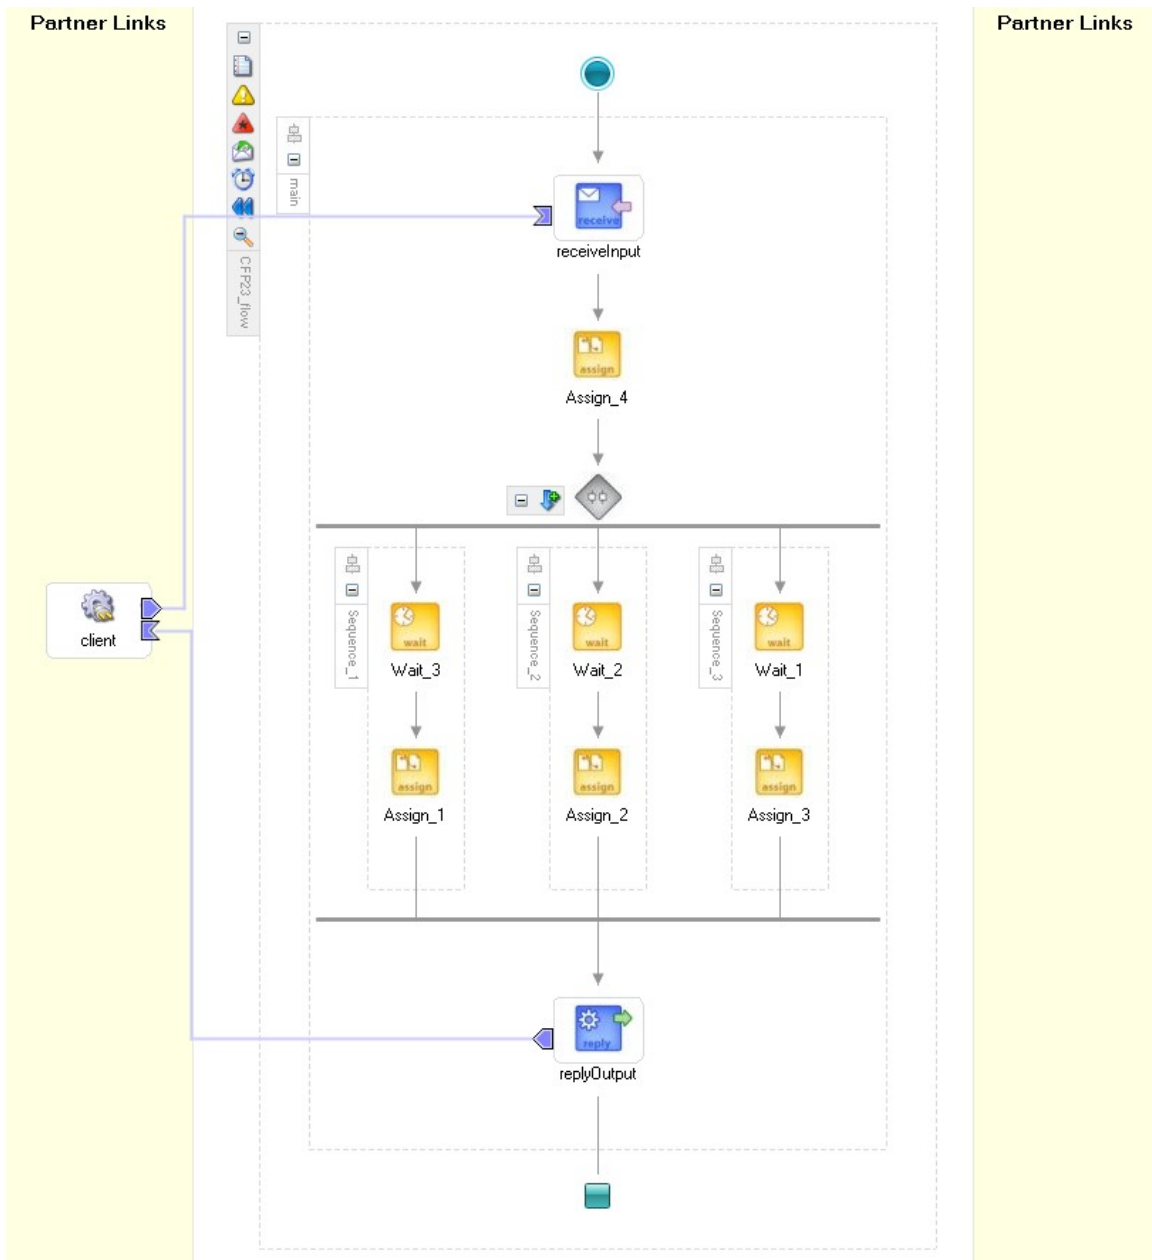 Partner Links
Partner Links
main
receive
receiveInput
CFP23_flow
assign
Assign_4
Sequence_1
Sequence_2
Sequence_3
wait
wait
wait
client
Wait_3
Wait_2
Wait_1
assign
assign
assign
Assign_1
Assign_2
Assign_3
reply
replyOutput